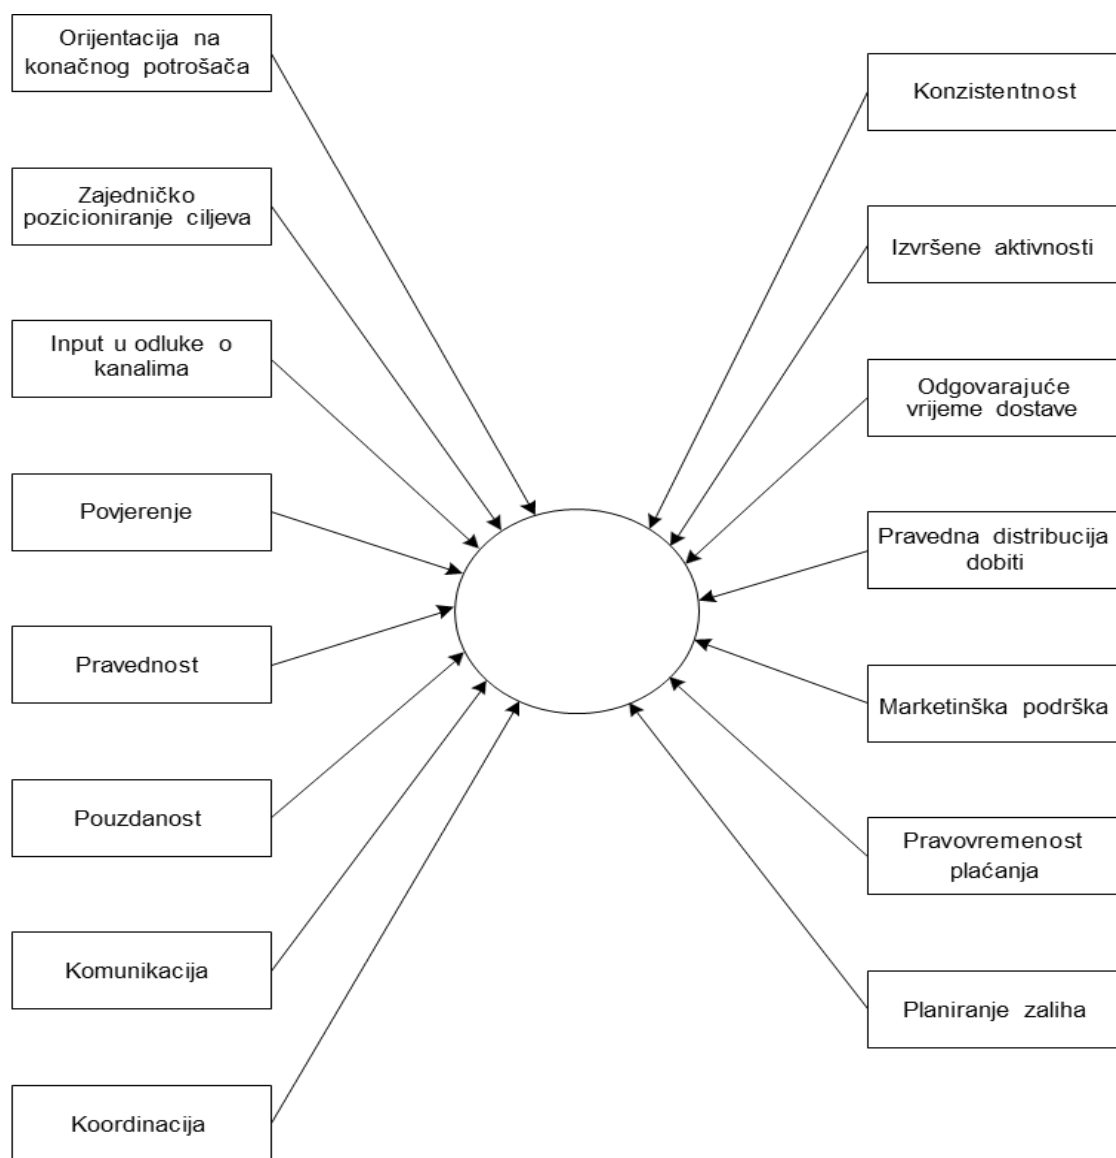 Orijentacija na
konačnog potrošača
Zajedničko
pozicioniranje ciljeva
Input u odluke o
kanalima
Povjerenje
Pravednost
Pouzdanost
Komunikacija
Koordinacija
Konzistentnost
Izvršene aktivnosti
Odgovarajuće
vrijeme dostave
Pravedna distribucija
dobiti
Marketinška podrška
Pravovremenost
plaćanja
Planiranje zaliha